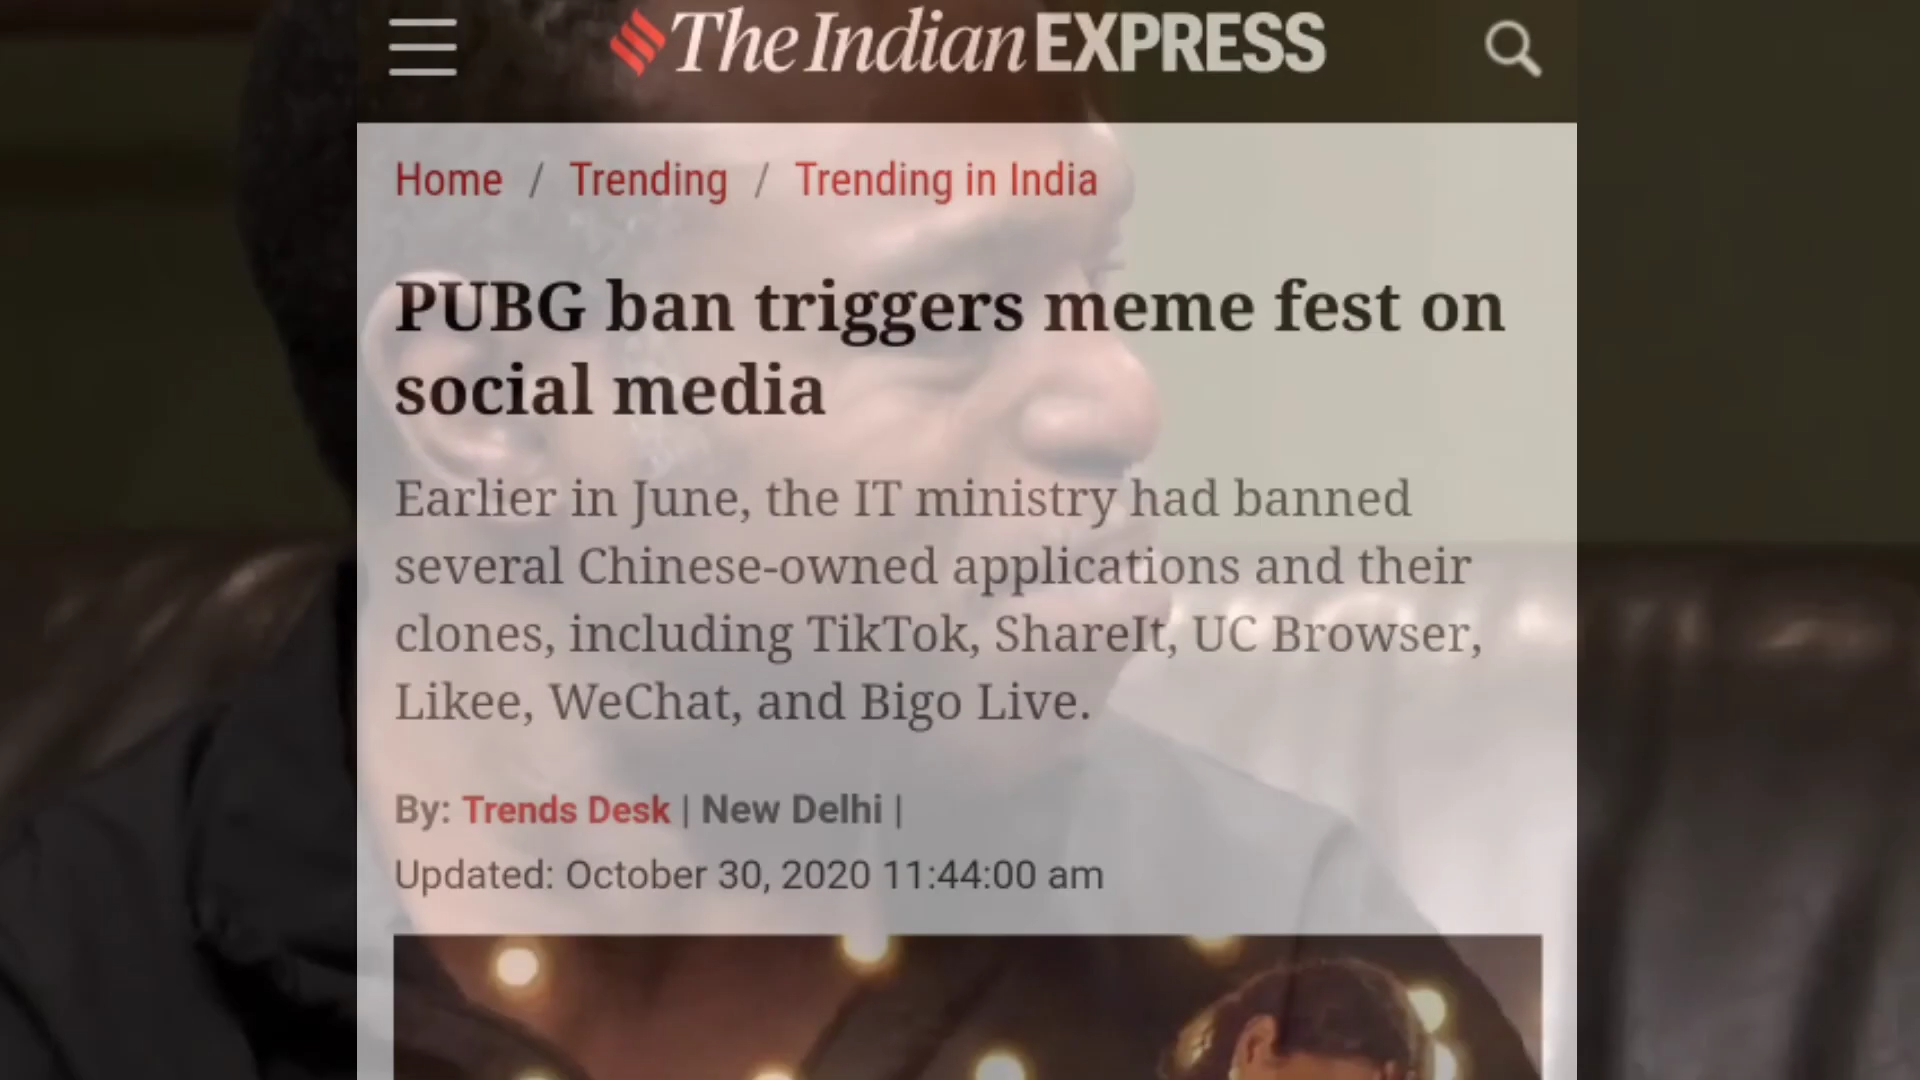 The Indian EXPRESS
Home / Trending / Trending in India
PUBG ban triggers meme fest on
social media
Earlier in June, the IT ministry had banned
several Chinese-owned applications and their
clones, including TikTok, ShareIt, UC Browser,
Likee, WeChat, and Bigo Live.
By: Trends Desk | New Delhi |
Updated: October 30, 2020 11:44:00 am